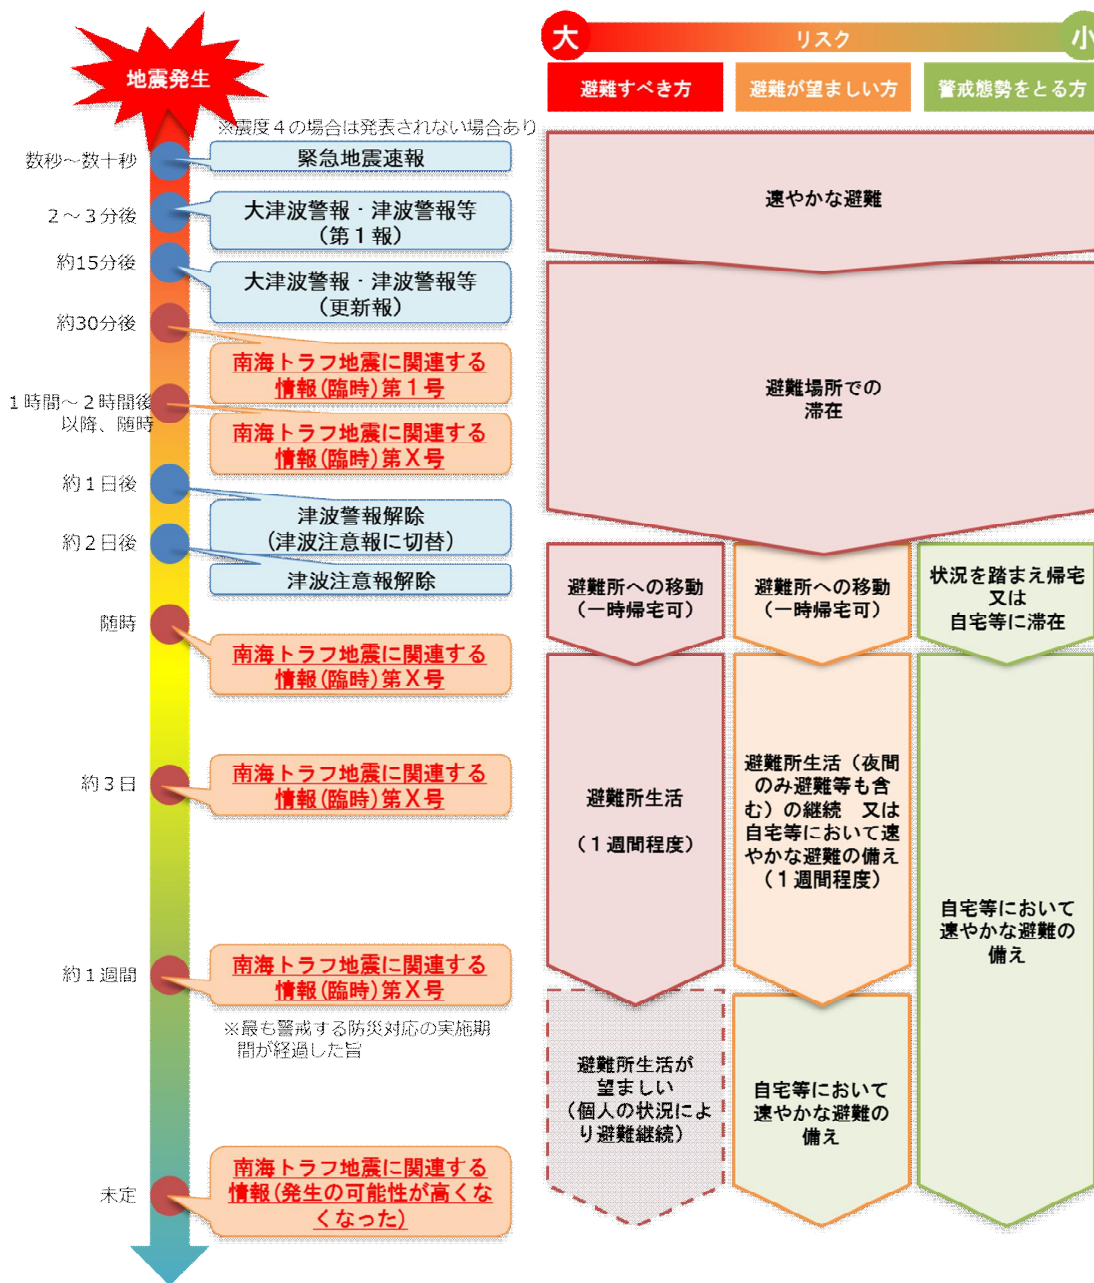 地震発生
※震度４の場合は発表されない場合あり
数秒～数十秒
緊急地震速報
２～３分後
大津波警報・津波警報等
（第１報）
約15分後
大津波警報・津波警報等
（更新報）
約30分後
南海トラフ地震に関連する
情報(臨時)第１号
１時間～２時間後
以降、随時
南海トラフ地震に関連する
情報(臨時)第Ｘ号
約１日後
津波警報解除
(津波注意報に切替)
約２日後
津波注意報解除
随時
南海トラフ地震に関連する
情報(臨時)第Ｘ号
約３日
南海トラフ地震に関連する
情報(臨時)第Ｘ号
約１週間
南海トラフ地震に関連する
情報(臨時)第Ｘ号
※最も警戒する防災対応の実施期
間が経過した旨
未定
南海トラフ地震に関連する
情報(発生の可能性が高くな
くなった)
大
リスク
小
避難すべき方
避難が望ましい方
警戒態勢をとる方
速やかな避難
避難場所での
滞在
避難所への移動
（一時帰宅可）
避難所への移動
（一時帰宅可）
状況を踏まえ帰宅
又は
自宅等に滞在
避難所生活
（１週間程度）
避難所生活（夜間
のみ避難等も含
む）の継続　又は
自宅等において速
やかな避難の備え
（１週間程度）
自宅等において
速やかな避難の
備え
避難所生活が
望ましい
（個人の状況によ
り避難継続）
自宅等において
速やかな避難の
備え